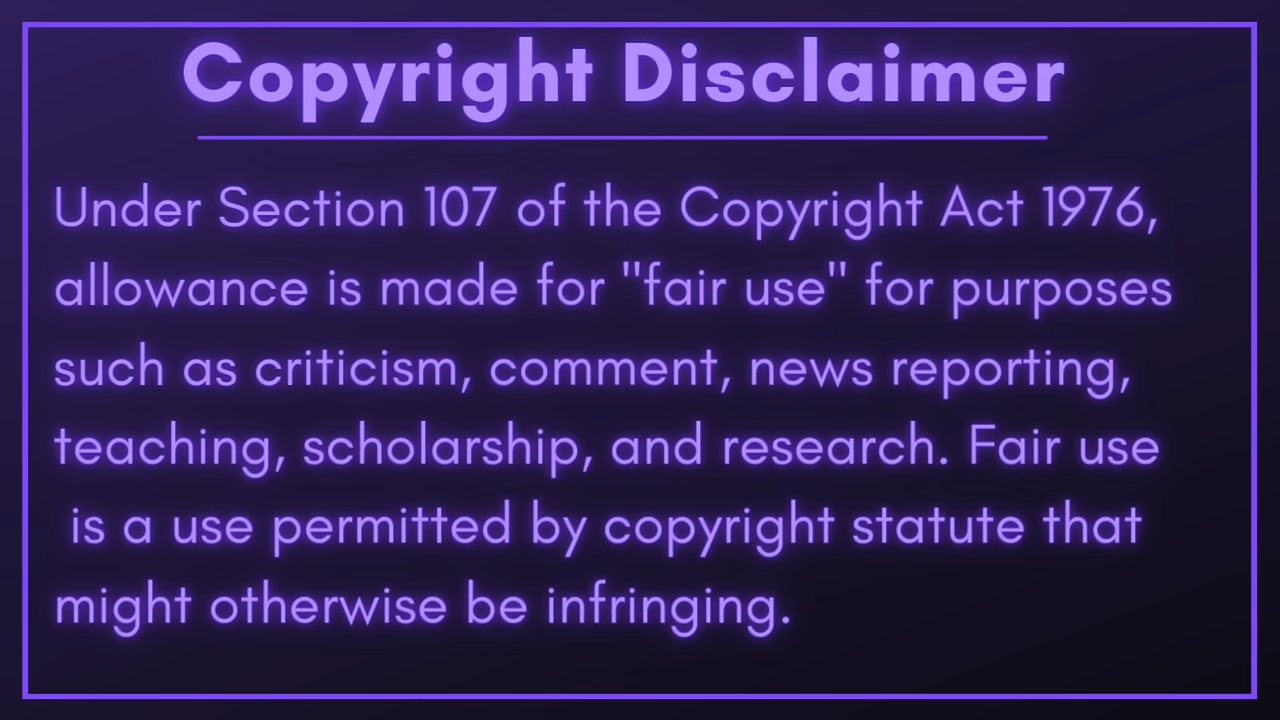 Copyright Disclaimer
Under Section 107 of the Copyright Act 1976,
allowance is made for "fair use" for purposes
such as criticism, comment, news reporting,
teaching, scholarship, and research. Fair use
is a use permitted by copyright statute that
might otherwise be infringing.